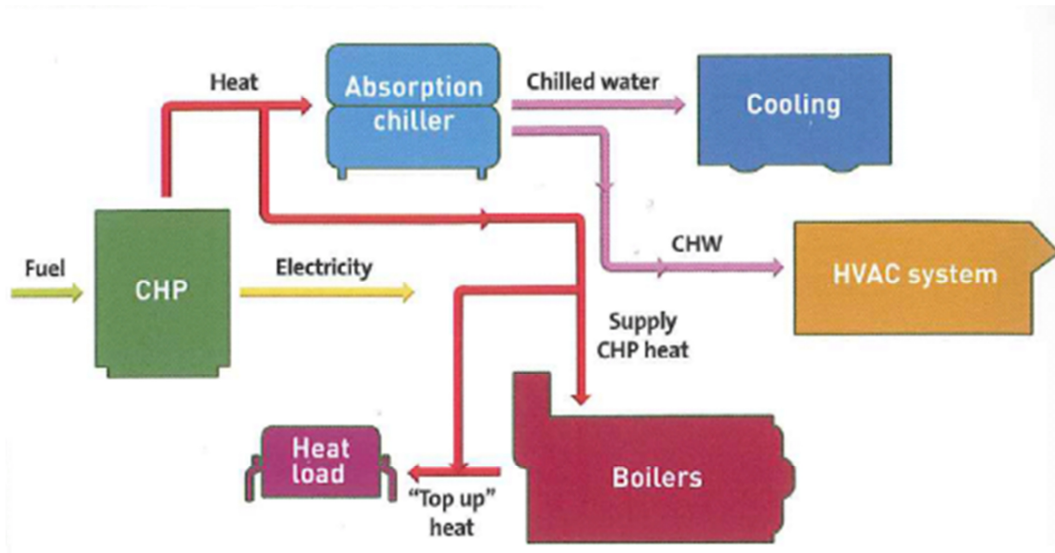 Heat
Absorption
chiller
Chilled water
Cooling
Fuel
CHP
Electricity
CHW
HVAC system
Supply
CHP heat
Heat
load
"Top up"
heat
Boilers